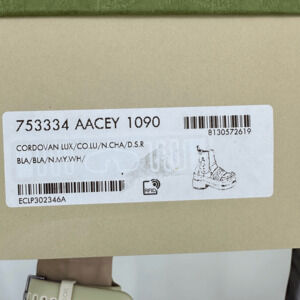 753334 AACEY 1090
8130572619
CORDOVAN LUX/CO.LU/N.CHA/D.S.R
BLA/BLA/N.MY.WH/
ECLP302346A